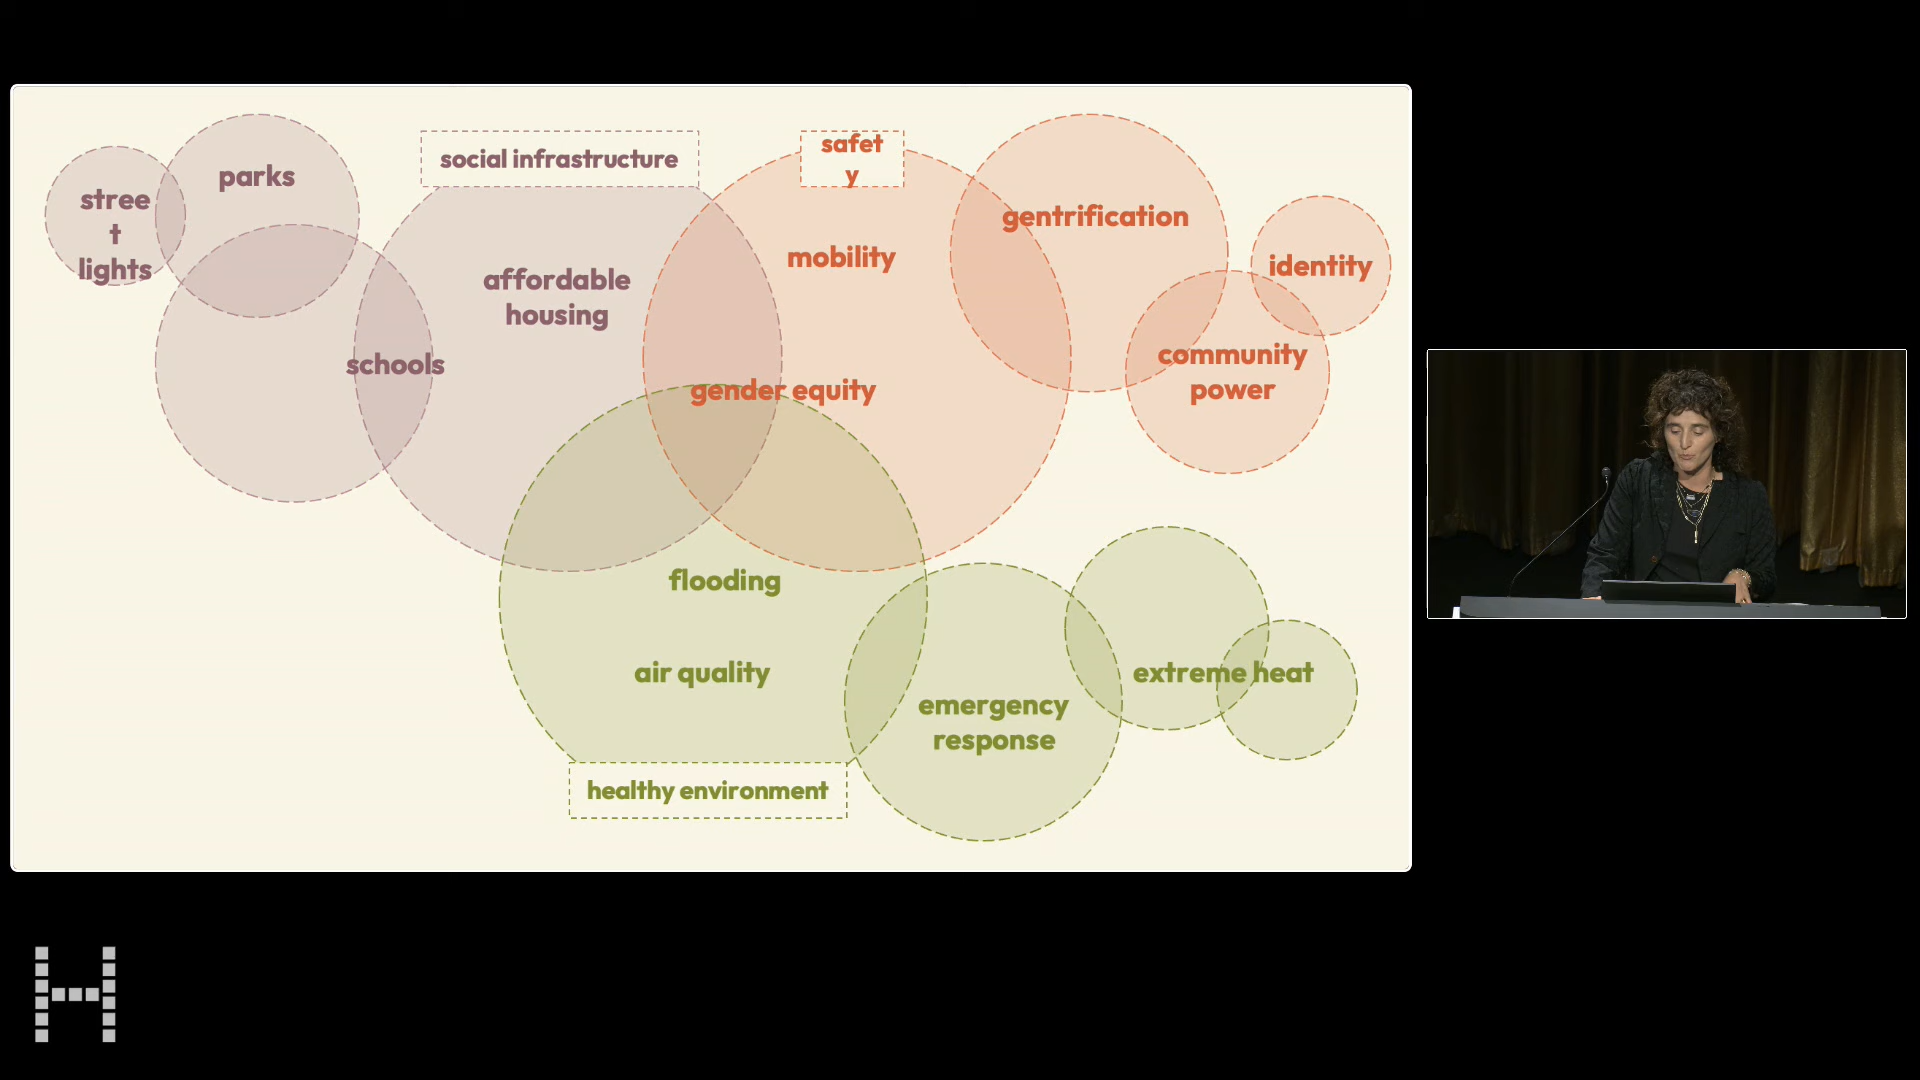 stree
t
lights
parks
schools
social infrastructure
affordable
housing
safet
y
mobility
gender equity
gentrification
identity
community
power
flooding
air quality
healthy environment
emergency
response
extreme heat
H